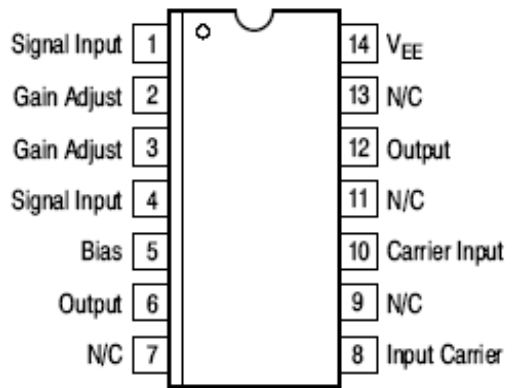 Signal Input 1
Gain Adjust 2
Gain Adjust 3
Signal Input 4
Bias 5
Output 6
N/C 7
14 VEE
13 N/C
12 Output
11 N/C
10 Carrier Input
9 N/C
8 Input Carrier